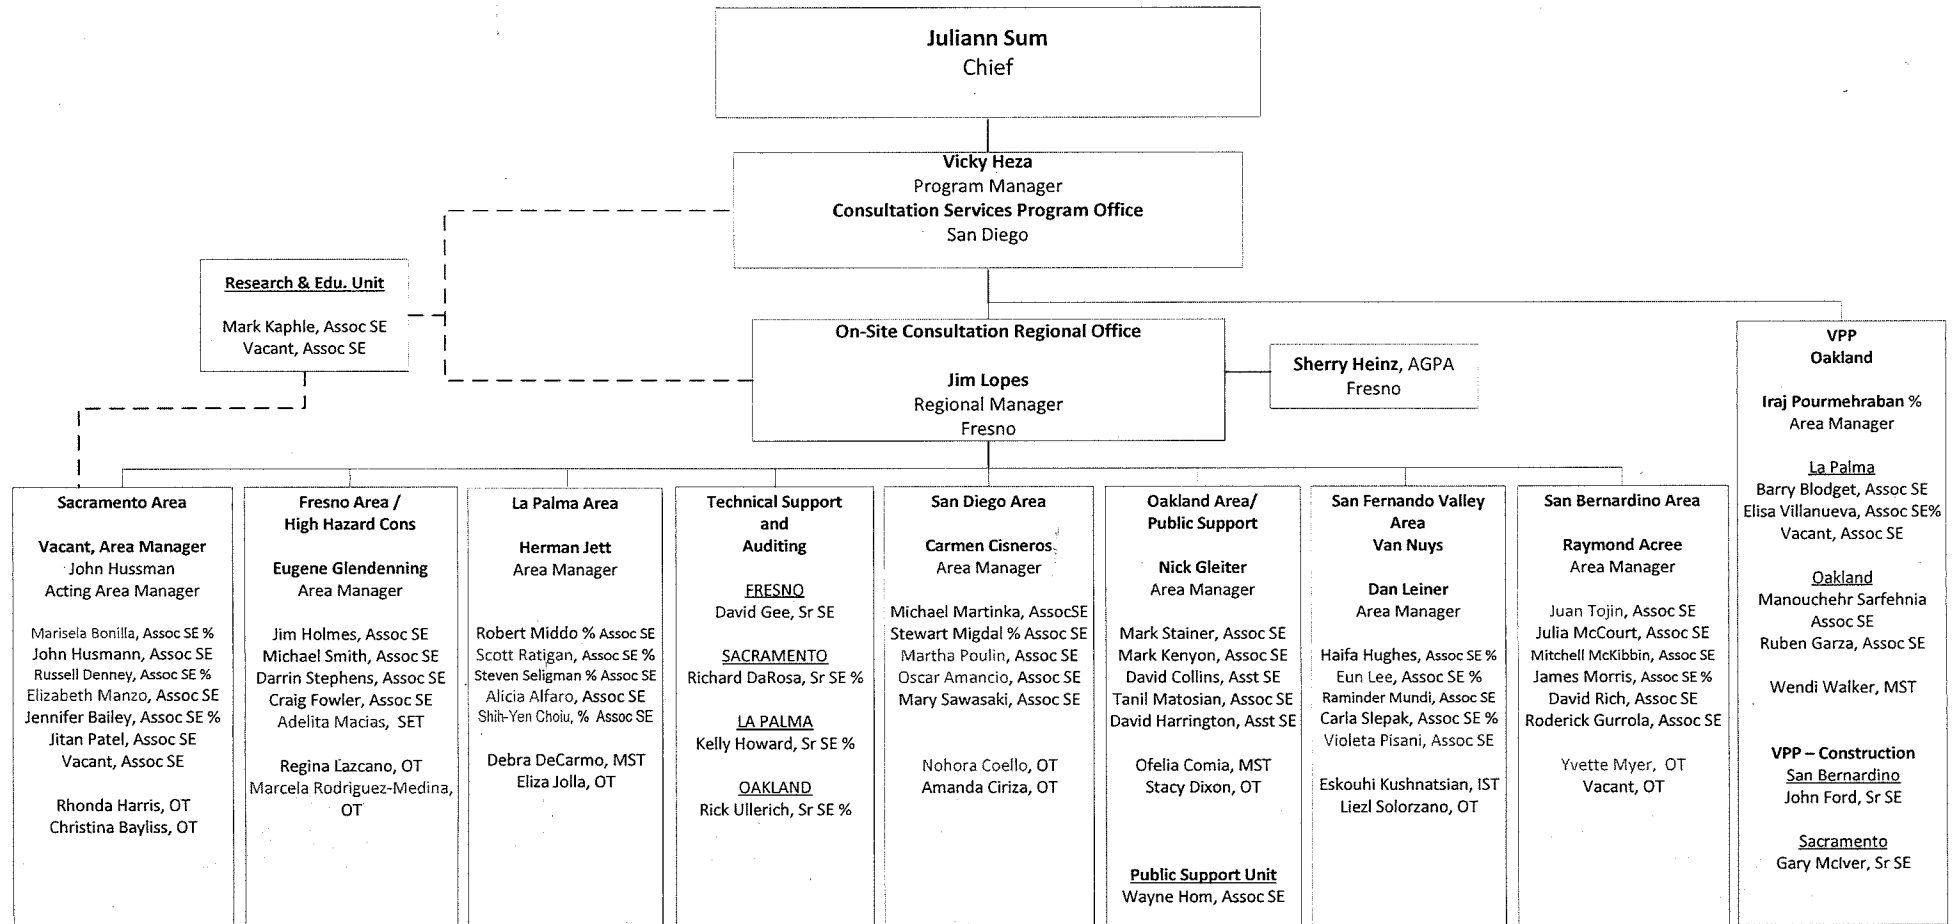 Juliann Sum
Chief
Vicky Heza
Program Manager
Consultation Services Program Office
San Diego
Research & Edu. Unit
Mark Kaphle, Assoc SE
Vacant, Assoc SE
On-Site Consultation Regional Office
Jim Lopes
Regional Manager
Fresno
Sherry Heinz, AGPA
Fresno
VPP
Oakland
Iraj Pourmehraban %
Area Manager
La Palma
Barry Blodget, Assoc SE
Elisa Villanueva, Assoc SE%
Vacant, Assoc SE
Oakland
Manouchehr Sarfehnia
Assoc SE
Ruben Garza, Assoc SE
Wendi Walker, MST
VPP – Construction
San Bernardino
John Ford, Sr SE
Sacramento
Gary McIver, Sr SE
Sacramento Area
Vacant, Area Manager
John Hussman
Acting Area Manager
Marisela Bonilla, Assoc SE %
John Husmann, Assoc SE
Russell Denney, Assoc SE %
Elizabeth Manzo, Assoc SE
Jennifer Bailey, Assoc SE %
Jitan Patel, Assoc SE
Vacant, Assoc SE
Rhonda Harris, OT
Christina Bayliss, OT
Fresno Area /
High Hazard Cons
Eugene Glendenning
Area Manager
Jim Holmes, Assoc SE
Michael Smith, Assoc SE
Darrin Stephens, Assoc SE
Craig Fowler, Assoc SE
Adelita Macias, SET
Regina Lazcano, OT
Marcela Rodriguez-Medina,
OT
La Palma Area
Herman Jett
Area Manager
Robert Middo % Assoc SE
Scott Ratigan, Assoc SE %
Steven Seligman % Assoc SE
Alicia Alfaro, Assoc SE
Shih-Yen Choiu, % Assoc SE
Debra DeCarmo, MST
Eliza Jolla, OT
Technical Support
and
Auditing
FRESNO
David Gee, Sr SE
SACRAMENTO
Richard DaRosa, Sr SE %
LA PALMA
Kelly Howard, Sr SE %
OAKLAND
Rick Ullerich, Sr SE %
San Diego Area
Carmen Cisneros
Area Manager
Michael Martinka, AssocSE
Stewart Migdal % Assoc SE
Martha Poulin, Assoc SE
Oscar Amancio, Assoc SE
Mary Sawasaki, Assoc SE
Nohora Coello, OT
Amanda Ciriza, OT
Oakland Area/
Public Support
Nick Gleiter
Area Manager
Mark Stainer, Assoc SE
Mark Kenyon, Assoc SE
David Collins, Asst SE
Tanil Matosian, Assoc SE
David Harrington, Asst SE
Ofelia Comia, MST
Stacy Dixon, OT
Public Support Unit
Wayne Hom, Assoc SE
San Fernando Valley
Area
Van Nuys
Dan Leiner
Area Manager
Haifa Hughes, Assoc SE %
Eun Lee, Assoc SE %
Raminder Mundi, Assoc SE
Carla Slepak, Assoc SE %
Violeta Pisani, Assoc SE
Eskouhi Kushnatsian, IST
Liezl Solorzano, OT
San Bernardino Area
Raymond Acree
Area Manager
Juan Tojin, Assoc SE
Julia McCourt, Assoc SE
Mitchell McKibbin, Assoc SE
James Morris, Assoc SE %
David Rich, Assoc SE
Roderick Gurrola, Assoc SE
Yvette Myer, OT
Vacant, OT